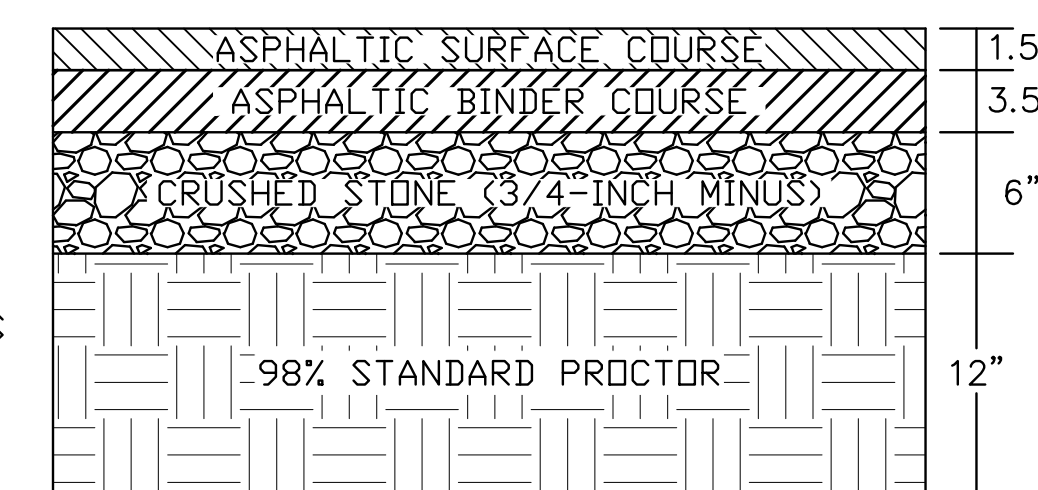 ASPHALTIC SURFACE COURSE 1.5
ASPHALTIC BINDER COURSE 3.5
CRUSHED STONE (3/4-INCH MINUS) 6”
98% STANDARD PROCTOR 12”